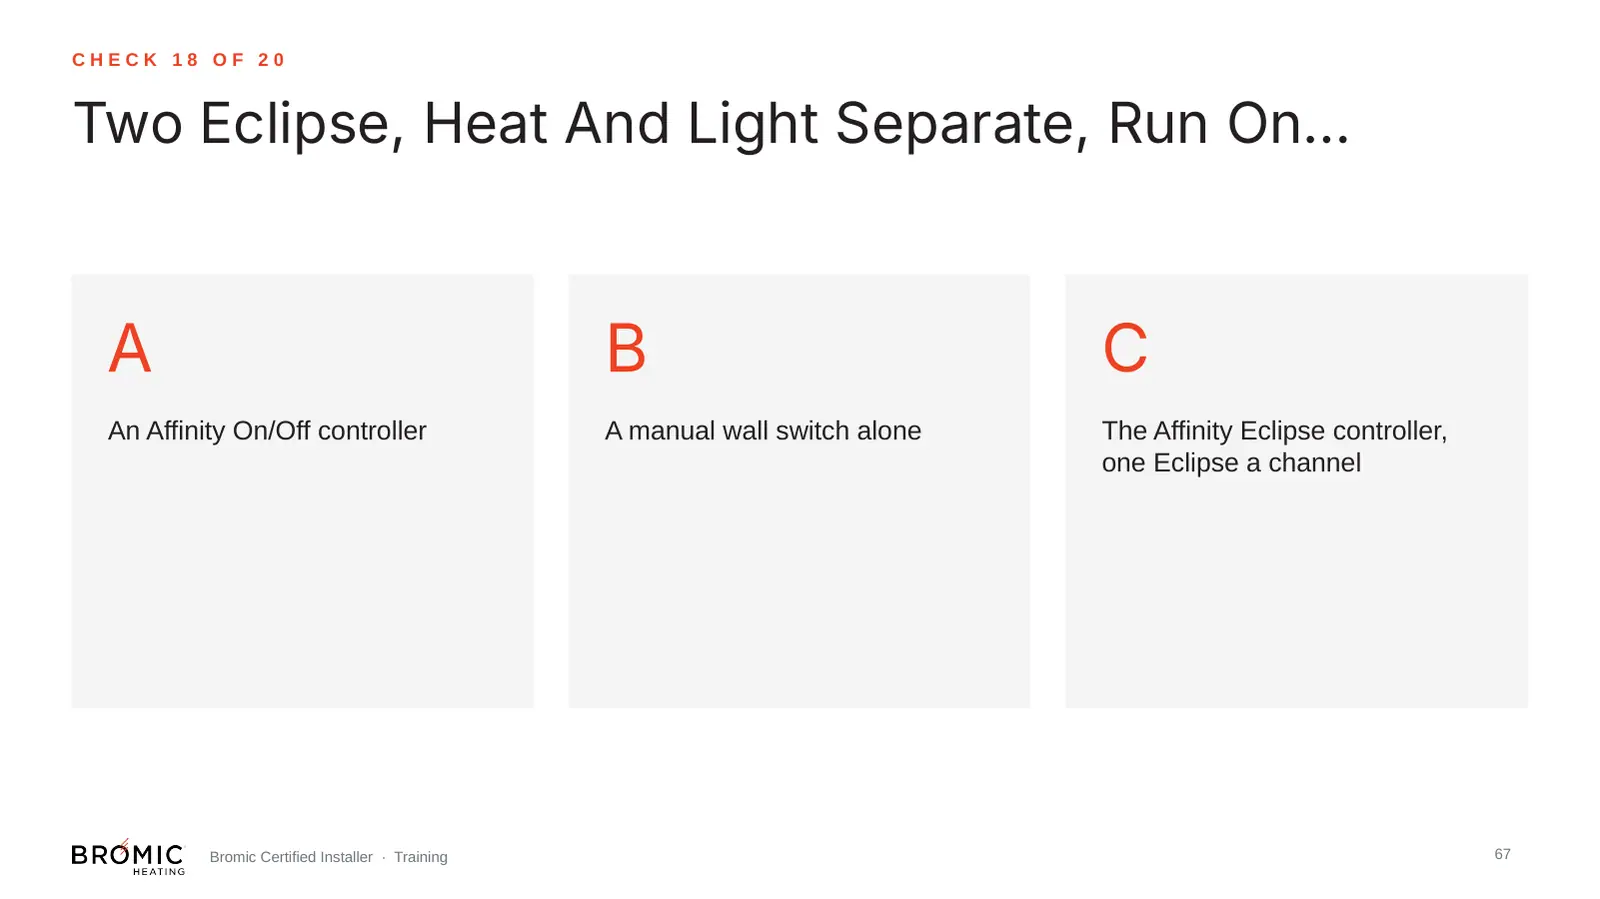 CHECK 18 OF 20
Two Eclipse, Heat And Light Separate, Run On...
A
An Affinity On/Off controller
B
A manual wall switch alone
C
The Affinity Eclipse controller,
one Eclipse a channel
BROMIC
HEATING
Bromic Certified Installer · Training
67